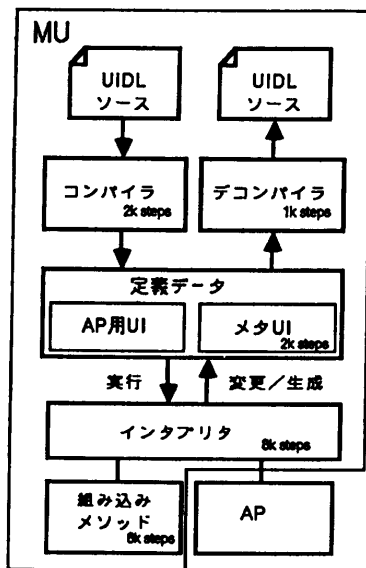 MU
UIDL
ソース
UIDL
ソース
コンパイラ
2k steps
デコンパイラ
1k steps
定義データ
AP用UI
メタUI
2k steps
実行
変更／生成
インタプリタ
8k steps
組み込み
メソッド
6k steps
AP